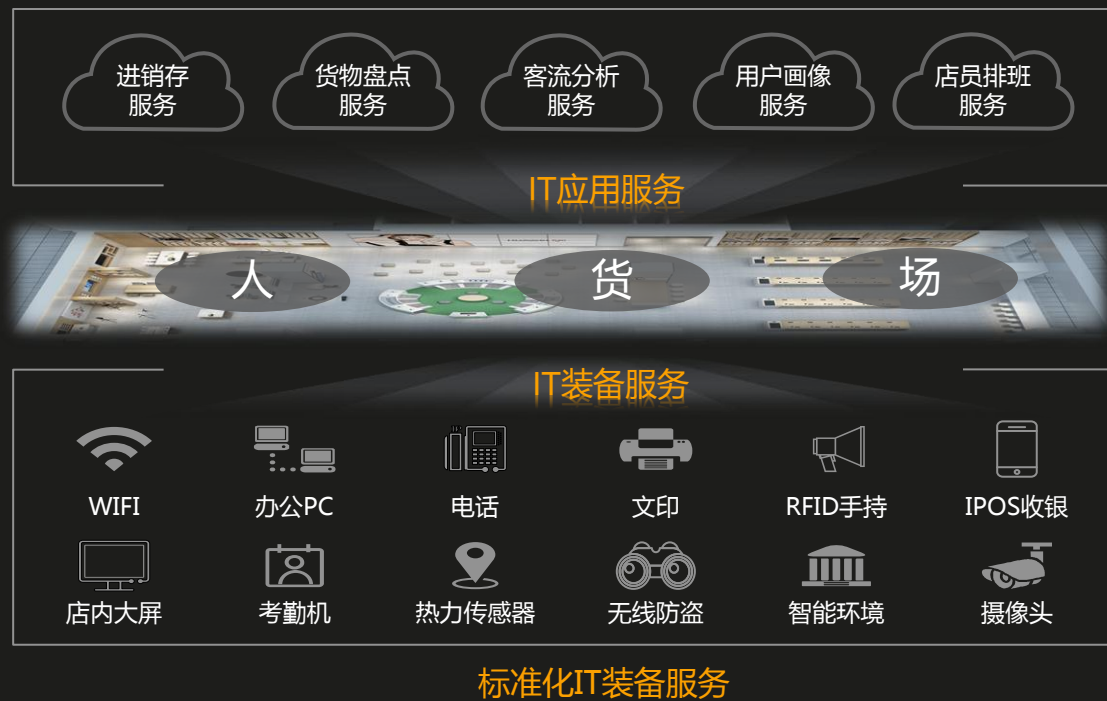 进销存
服务
货物盘点
服务
客流分析
服务
用户画像
服务
店员排班
服务
IT应用服务
人
货
场
IT装备服务
WIFI
办公PC
电话
文印
RFID手持
IPOS收银
店内大屏
考勤机
热力传感器
无线防盗
智能环境
摄像头
标准化IT装备服务